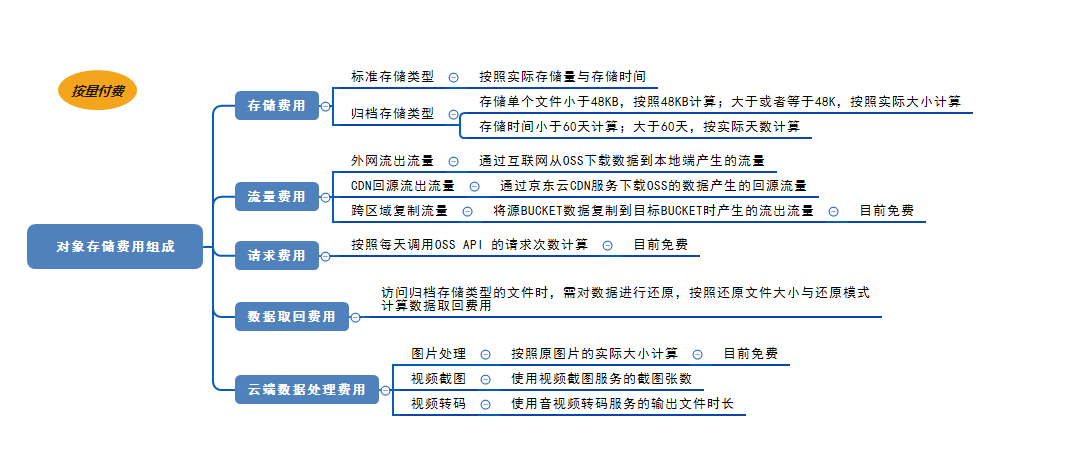 按量付费
对象存储费用组成
存储费用
标准存储类型
按照实际存储量与存储时间
归档存储类型
存储单个文件小于48KB，按照48KB计算；大于或者等于48K，按照实际大小计算
存储时间小于60天计算；大于60天，按实际天数计算
流量费用
外网流出流量
通过互联网从OSS下载数据到本地端产生的流量
CDN回源流出流量
通过京东云CDN服务下载OSS的数据产生的回源流量
跨区域复制流量
将源BUCKET数据复制到目标BUCKET时产生的流出流量
目前免费
请求费用
按照每天调用OSS API 的请求次数计算
目前免费
数据取回费用
访问归档存储类型的文件时，需对数据进行还原，按照还原文件大小与还原模式
计算数据取回费用
云端数据处理费用
图片处理
按照原图片的实际大小计算
目前免费
视频截图
使用视频截图服务的截图张数
视频转码
使用音视频转码服务的输出文件时长